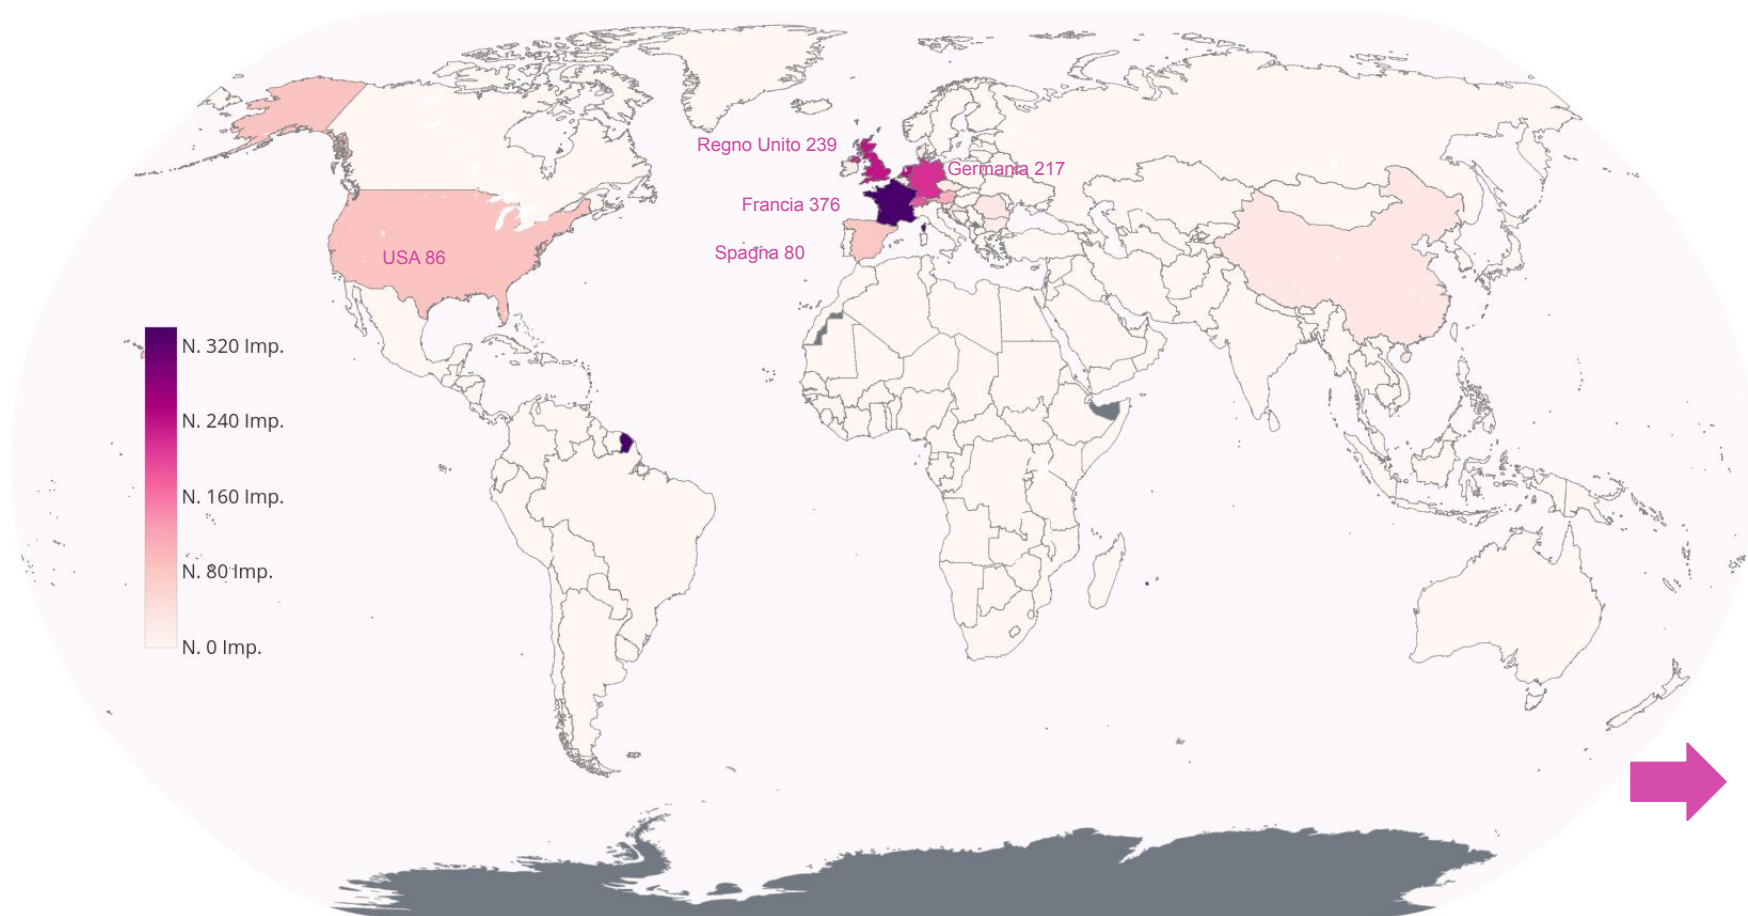 Regno Unito 239
Germania 217
Francia 376
Spagna 80
USA 86
N. 320 Imp.
N. 240 Imp.
N. 160 Imp.
N. 80 Imp.
N. 0 Imp.